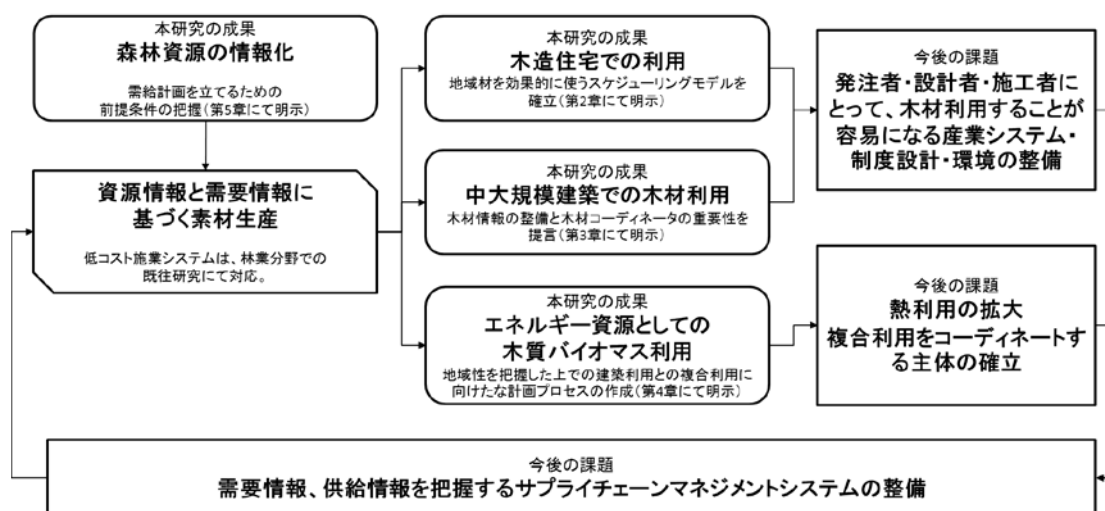 本研究の成果
森林資源の情報化
需給計画を立てるための
前提条件の把握(第5章にて明示)
資源情報と需要情報に
基づく素材生産
低コスト施業システムは、林業分野での
既往研究にて対応。
本研究の成果
木造住宅での利用
地域材を効果的に使うスケジューリングモデルを
確立(第2章にて明示)
本研究の成果
中大規模建築での木材利用
木材情報の整備と木材コーディネータの重要性を
提言(第3章にて明示)
本研究の成果
エネルギー資源としての
木質バイオマス利用
地域性を把握した上での建築利用との複合利用に
向けたな計画プロセスの作成(第4章にて明示)
今後の課題
発注者・設計者・施工者に
とって、木材利用することが
容易になる産業システム・
制度設計・環境の整備
今後の課題
熱利用の拡大
複合利用をコーディネートす
る主体の確立
今後の課題
需要情報、供給情報を把握するサプライチェーンマネジメントシステムの整備